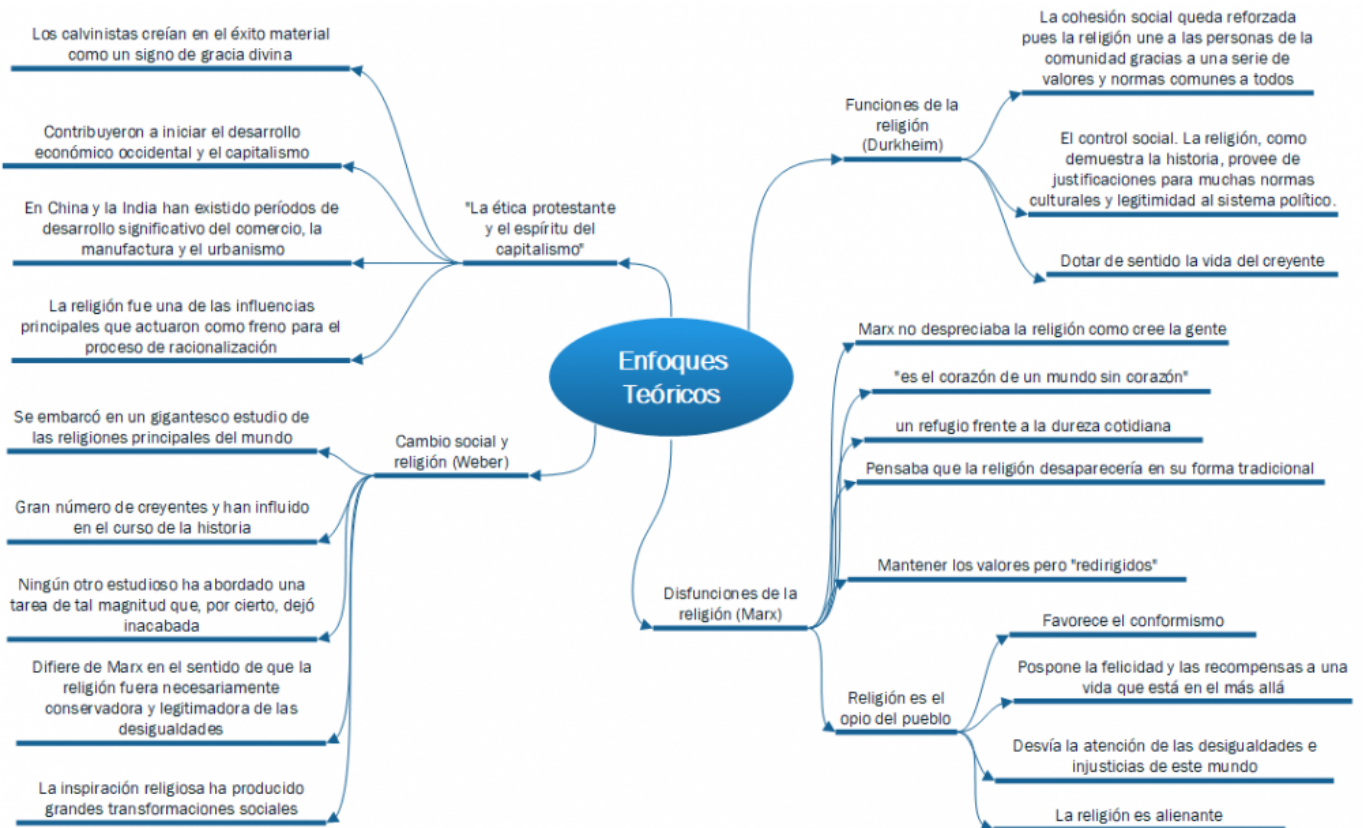 Enfoques
Teóricos
Funciones de la
religión
(Durkheim)
La cohesión social queda reforzada
pues la religión une a las personas de la
comunidad gracias a una serie de
valores y normas comunes a todos
El control social. La religión, como
demuestra la historia, provee de
justificaciones para muchas normas
culturales y legitimidad al sistema político.
Dotar de sentido la vida del creyente
Disfunciones de la
religión (Marx)
Marx no despreciaba la religión como cree la gente
"es el corazón de un mundo sin corazón"
un refugio frente a la dureza cotidiana
Pensaba que la religión desaparecería en su forma tradicional
Mantener los valores pero "redirigidos"
Religión es el
opio del pueblo
Favorece el conformismo
Pospone la felicidad y las recompensas a una
vida que está en el más allá
Desvía la atención de las desigualdades e
injusticias de este mundo
La religión es alienante
Cambio social y
religión (Weber)
Se embarcó en un gigantesco estudio de
las religiones principales del mundo
Gran número de creyentes y han influido
en el curso de la historia
Ningún otro estudioso ha abordado una
tarea de tal magnitud que, por cierto, dejó
inacabada
Difiere de Marx en el sentido de que la
religión fuera necesariamente
conservadora y legitimadora de las
desigualdades
La inspiración religiosa ha producido
grandes transformaciones sociales
"La ética protestante
y el espíritu del
capitalismo"
Los calvinistas creían en el éxito material
como un signo de gracia divina
Contribuyeron a iniciar el desarrollo
económico occidental y el capitalismo
En China y la India han existido períodos de
desarrollo significativo del comercio, la
manufactura y el urbanismo
La religión fue una de las influencias
principales que actuaron como freno para el
proceso de racionalización